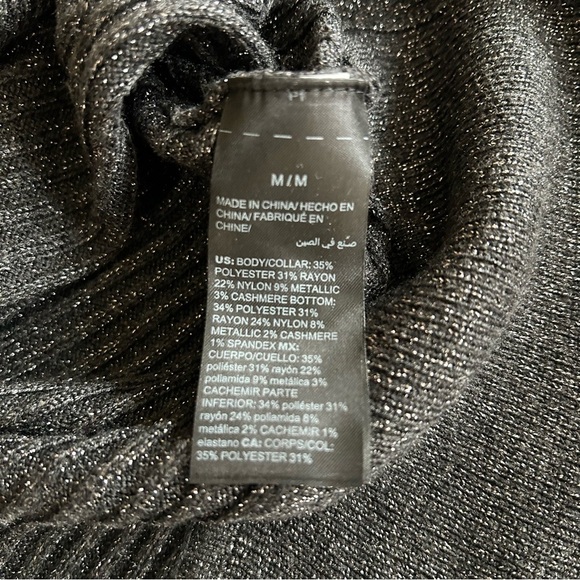 M/M
MADE IN CHINA/ HECHO EN
CHINA/ FABRIQUÉ EN
CHINE/
صنع في الصين
US: BODY/COLLAR: 35%
POLYESTER 31% RAYON
22% NYLON 9% METALLIC
3% CASHMERE BOTTOM:
34% POLYESTER 31%
RAYON 24% NYLON 8%
METALLIC 2% CASHMERE
1% SPANDEX MX:
CUERPO/CUELLO: 35%
poliéster 31% rayón 22%
poliamida 9% metálica 3%
CACHEMIR PARTE
INFERIOR: 34% poliéster 31%
rayón 24% poliamida 8%
metálica 2% CACHEMIR 1%
elastano CA: CORPS/COL:
35% POLYESTER 31%